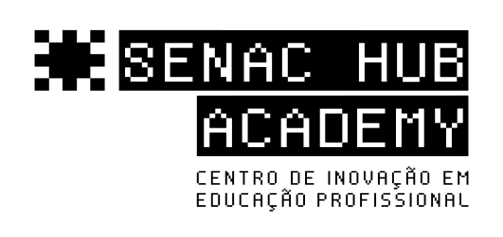 SENAC HUB
ACADEMY
CENTRO DE INOVAÇÃO EM
EDUCAÇÃO PROFISSIONAL